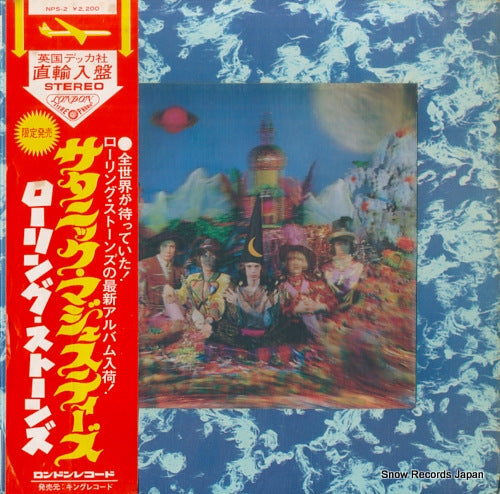 NPS-2 ¥2,200
英国デッカ社
直輸入盤
STEREO
LONDON
限定発売
●全世界が待っていた!
ローリング・ストーンズの最新アルバム入荷!
サタニック・マジェスティーズ
ローリング・ストーンズ
ロンドンレコード
発売元:キングレコード
Snow Records Japan